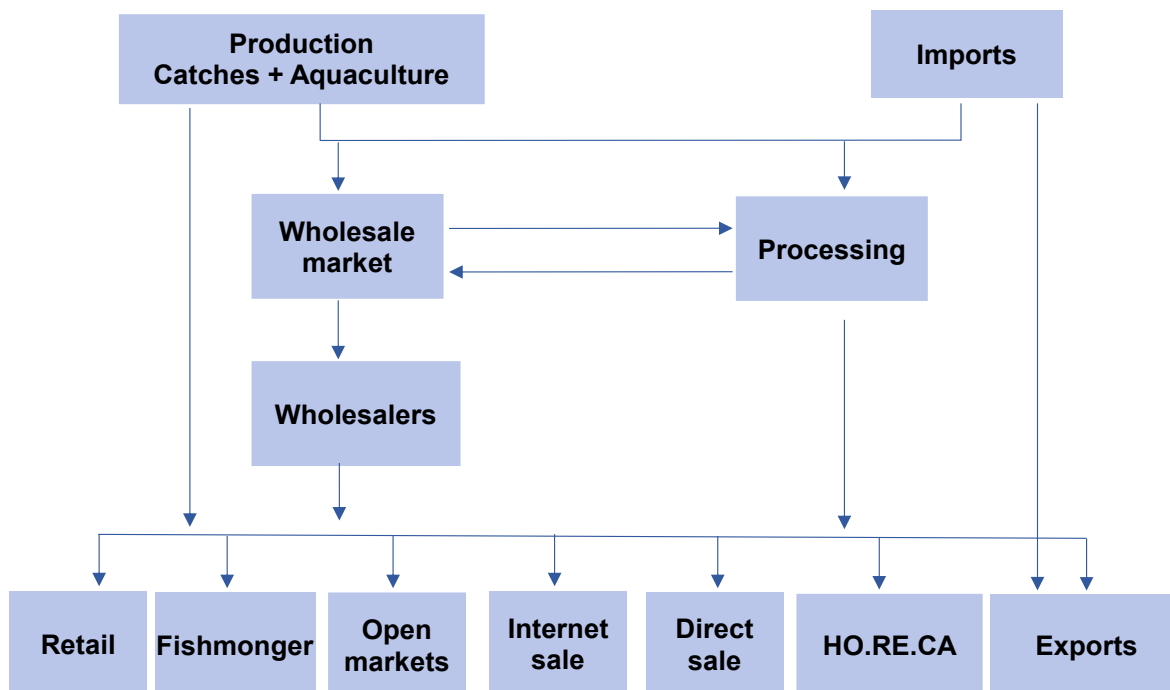 Production
Catches + Aquaculture
Imports
Wholesale
market
Processing
Wholesalers
Retail
Fishmonger
Open
markets
Internet
sale
Direct
sale
HO.RE.CA
Exports